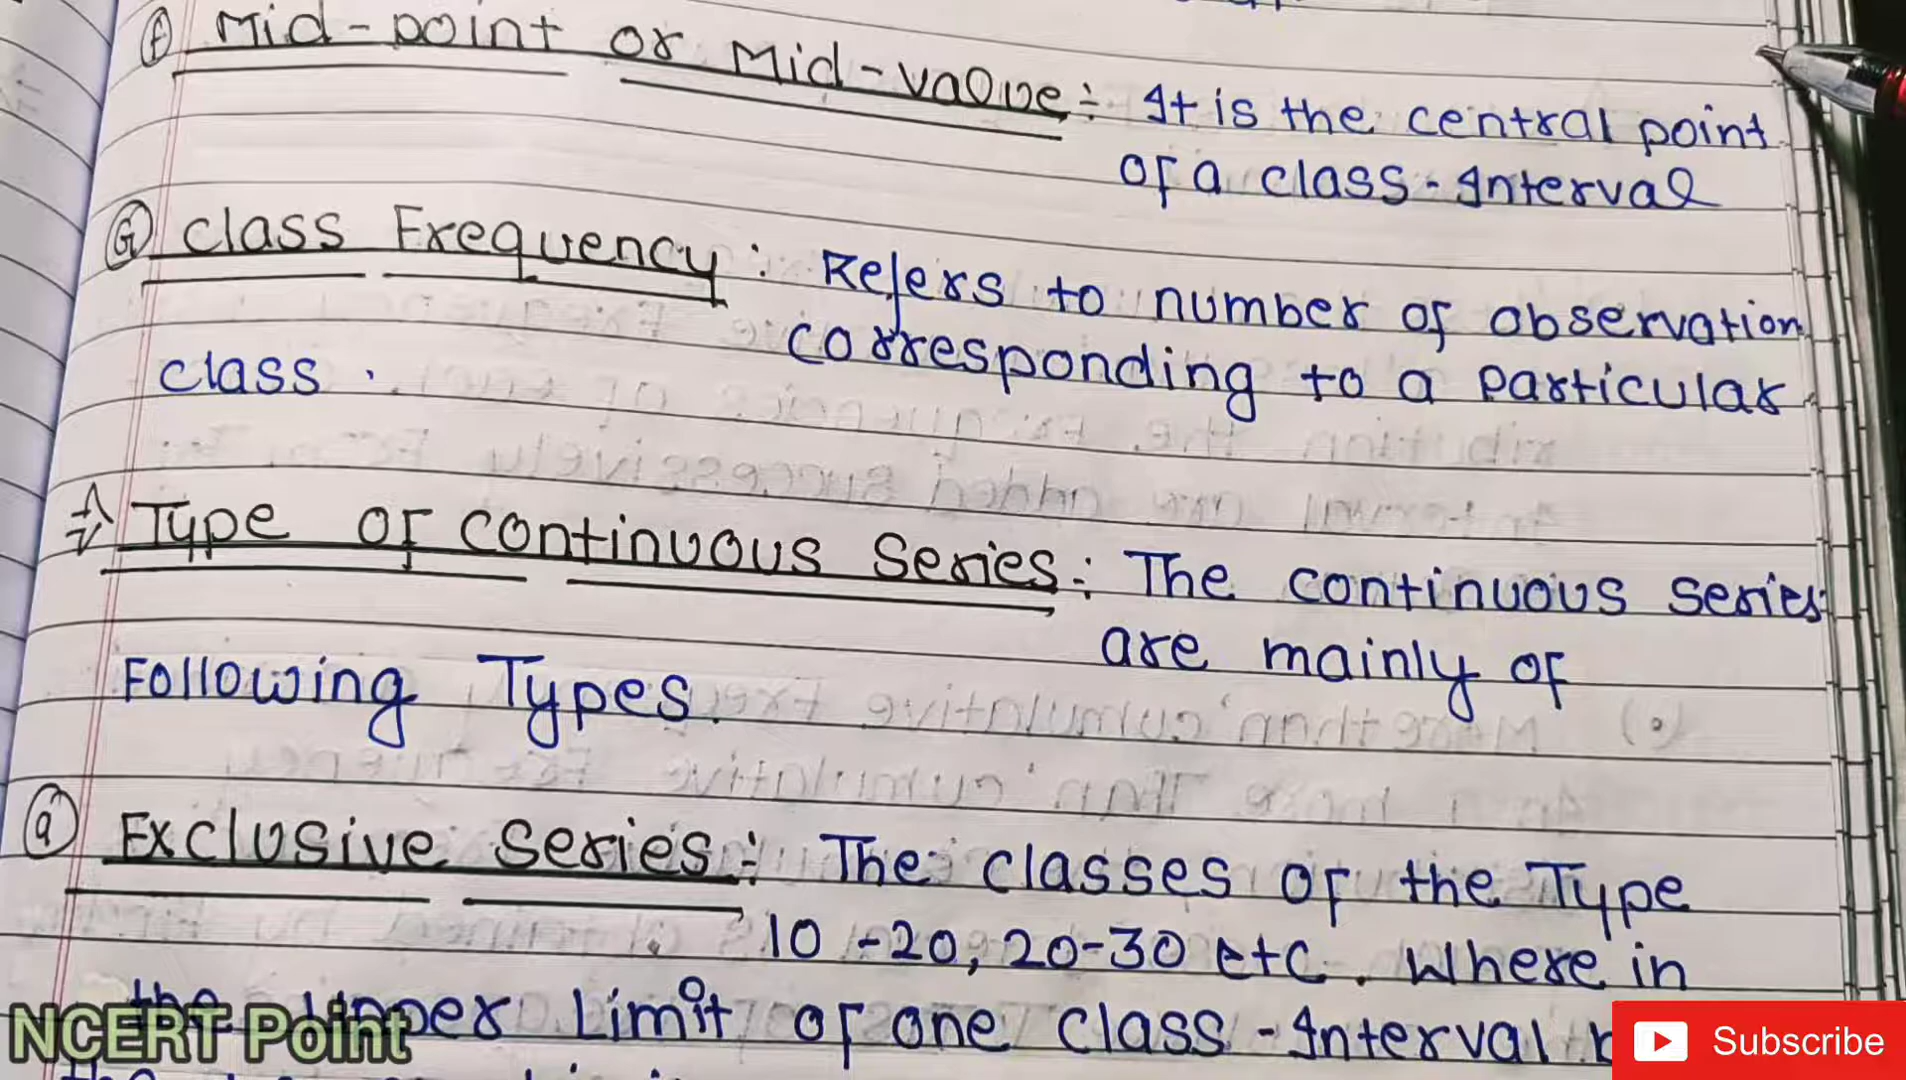 (F) Mid-point or Mid-value ÷ It is the central point
of a class-Interval
(G) class Frequency : Refers to number of observation
corresponding to a particular
class .
Type of continuous Series : The continuous series
are mainly of
Following Types.
(a) Exclusive series : The classes of the Type
10-20, 20-30 etc. Where in
the Upper Limit of one class-Interval
NCERT Point
Subscribe